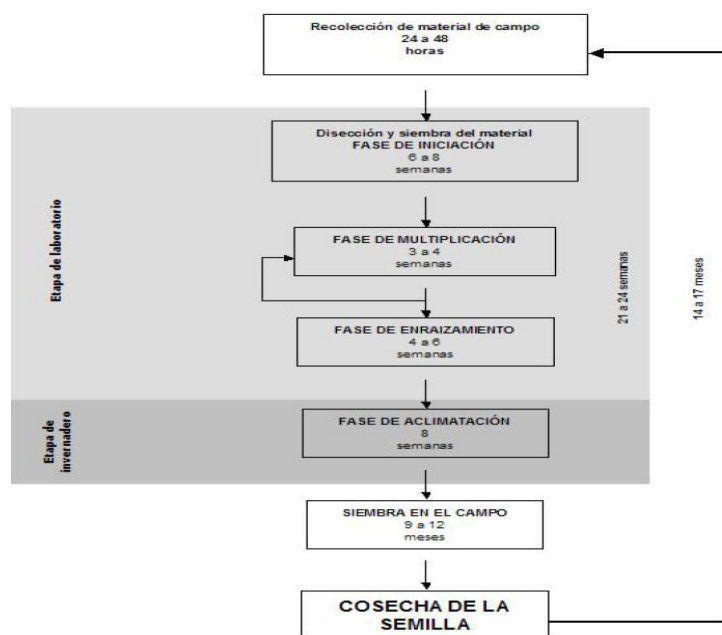 Recolección de material de campo
24 a 48
horas
Disección y siembra del material
FASE DE INICIACIÓN
6 a 8
semanas
FASE DE MULTIPLICACIÓN
3 a 4
semanas
FASE DE ENRAIZAMIENTO
4 a 6
semanas
Etapa de laboratorio
21 a 24 semanas
14 a 17 meses
FASE DE ACLIMATACIÓN
8
semanas
Etapa de
invernadero
SIEMBRA EN EL CAMPO
9 a 12
meses
COSECHA DE LA
SEMILLA